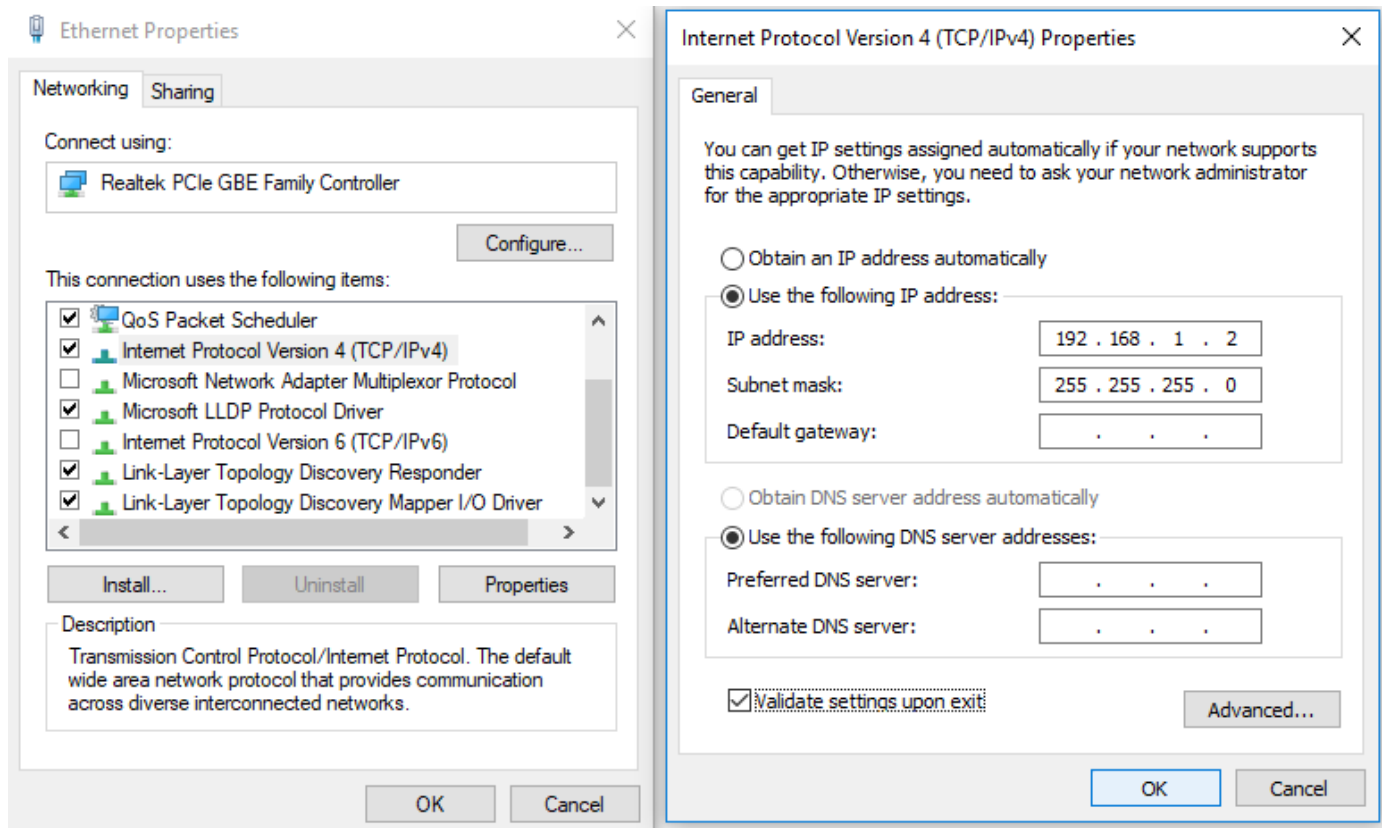 Ethernet Properties
Networking
Sharing
Connect using:
Realtek PCIe GBE Family Controller
Configure...
This connection uses the following items:
QoS Packet Scheduler
Internet Protocol Version 4 (TCP/IPv4)
Microsoft Network Adapter Multiplexor Protocol
Microsoft LLDP Protocol Driver
Internet Protocol Version 6 (TCP/IPv6)
Link-Layer Topology Discovery Responder
Link-Layer Topology Discovery Mapper I/O Driver
Install...
Uninstall
Properties
Description
Transmission Control Protocol/Internet Protocol. The default
wide area network protocol that provides communication
across diverse interconnected networks.
OK
Cancel
Internet Protocol Version 4 (TCP/IPv4) Properties
General
You can get IP settings assigned automatically if your network supports
this capability. Otherwise, you need to ask your network administrator
for the appropriate IP settings.
Obtain an IP address automatically
Use the following IP address:
IP address:
192 . 168 . 1 . 2
Subnet mask:
255 . 255 . 255 . 0
Default gateway:
. . .
Obtain DNS server address automatically
Use the following DNS server addresses:
Preferred DNS server:
. . .
Alternate DNS server:
. . .
Validate settings upon exit
Advanced...
OK
Cancel